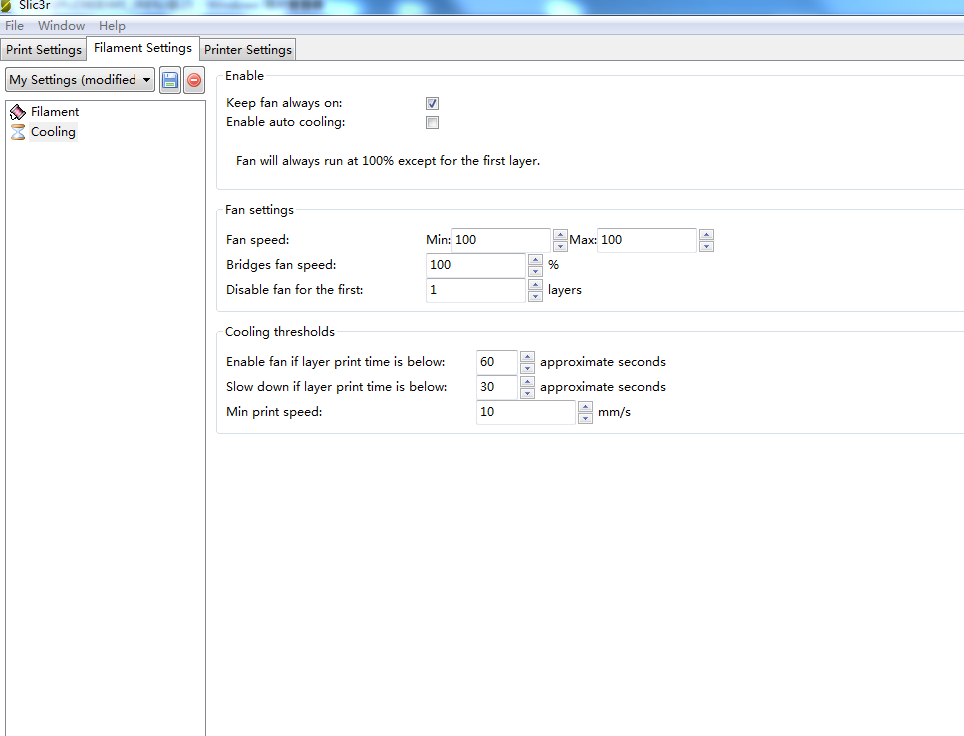 Slic3r
File Window Help
Print Settings Filament Settings Printer Settings
My Settings (modified
Filament
Cooling
Enable
Keep fan always on:
Enable auto cooling:
Fan will always run at 100% except for the first layer.
Fan settings
Fan speed: Min: 100 Max: 100
Bridges fan speed: 100 %
Disable fan for the first: 1 layers
Cooling thresholds
Enable fan if layer print time is below: 60 approximate seconds
Slow down if layer print time is below: 30 approximate seconds
Min print speed: 10 mm/s